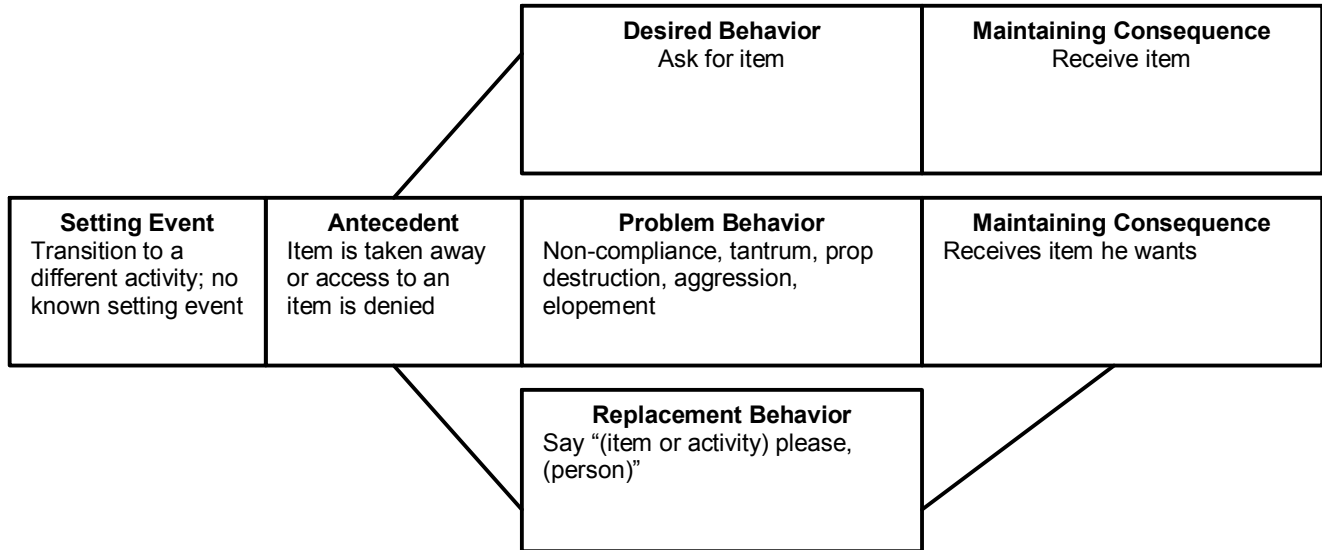 Desired Behavior
Ask for item
Maintaining Consequence
Receive item
Setting Event
Transition to a
different activity; no
known setting event
Antecedent
Item is taken away
or access to an
item is denied
Problem Behavior
Non-compliance, tantrum, prop
destruction, aggression,
elopement
Maintaining Consequence
Receives item he wants
Replacement Behavior
Say “(item or activity) please,
(person)”